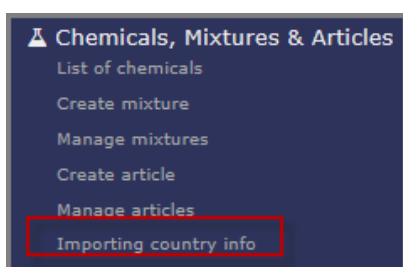 Chemicals, Mixtures & Articles
List of chemicals
Create mixture
Manage mixtures
Create article
Manage articles
Importing country info